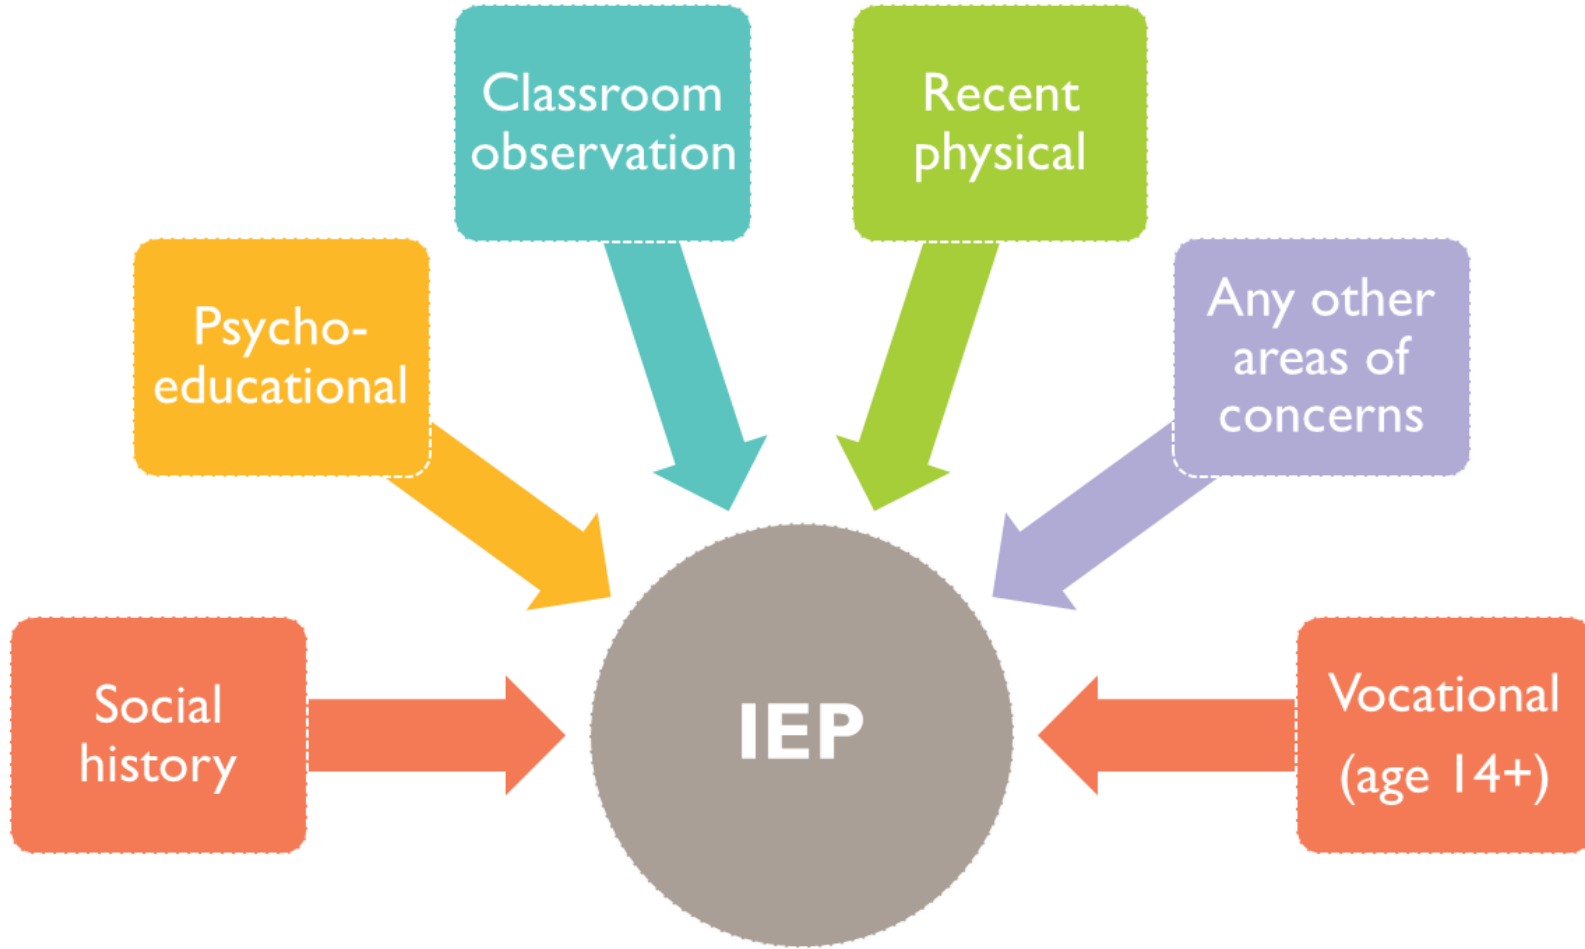 Classroom
observation
Recent
physical
Psycho-
educational
Any other
areas of
concerns
Social
history
IEP
Vocational
(age 14+)